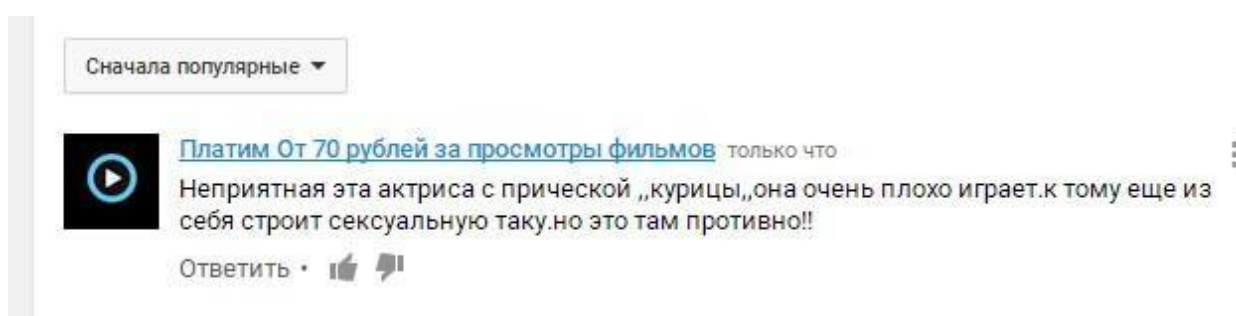 Сначала популярные
Платим От 70 рублей за просмотры фильмов только что
Неприятная эта актриса с прической ,,курицы,,она очень плохо играет.к тому еще из
себя строит сексуальную таку.но это там противно!!
Ответить •